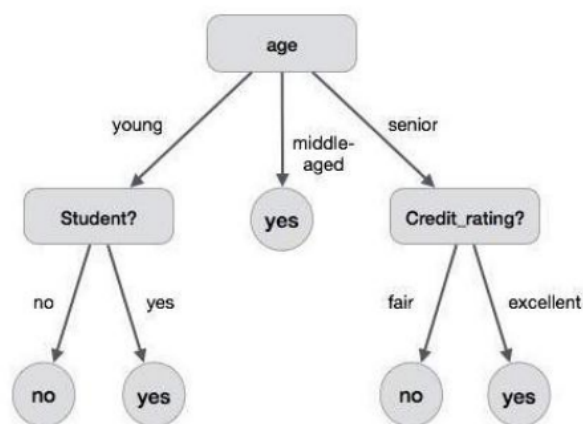 age
young
middle-
aged
senior
Student?
yes
Credit_rating?
no
yes
fair
excellent
no
yes
no
yes